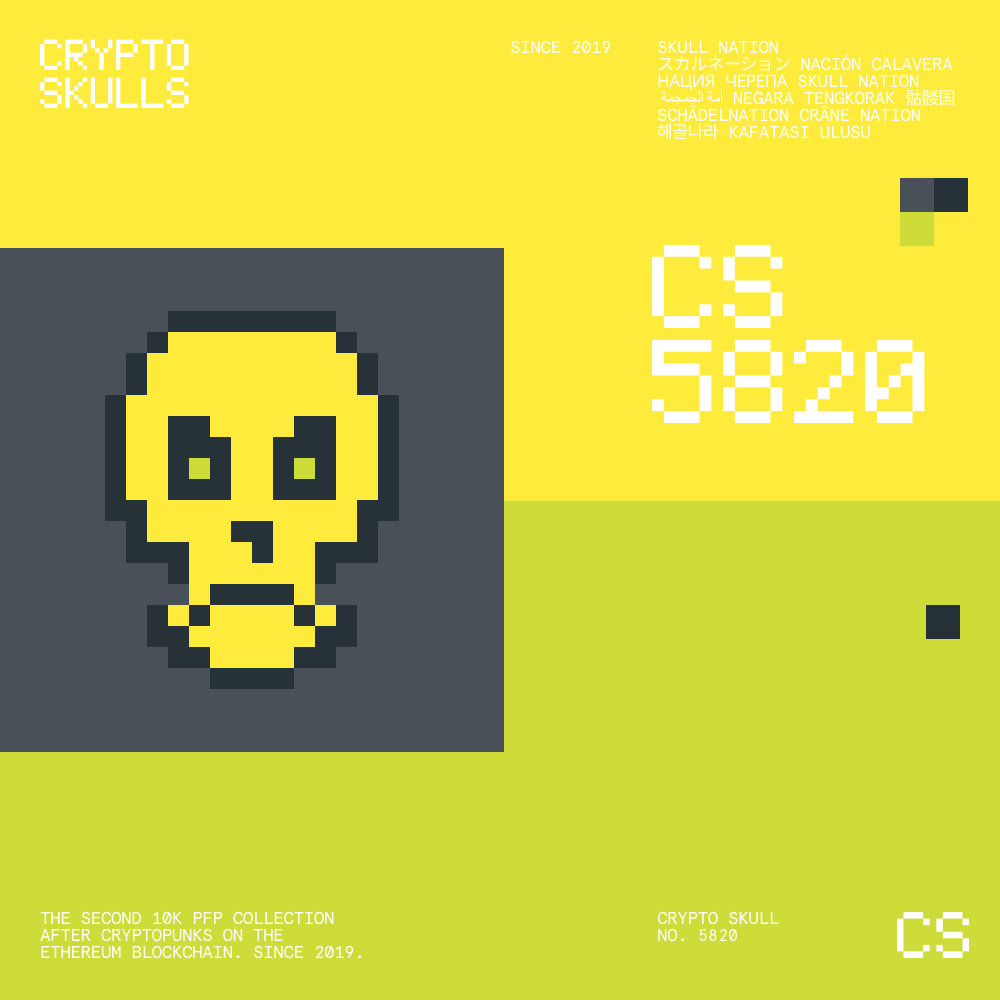 CRYPTO
SKULLS
SINCE 2019
SKULL NATION
スカルネーション NACIÓN CALAVERA
НАЦИЯ ЧЕРЕПА SKULL NATION
أمة الجمجمة NEGARA TENGKORAK 骷髅国
SCHÄDELNATION CRÂNE NATION
해골나라 KAFATASI ULUSU
CS
5820
THE SECOND 10K PFP COLLECTION
AFTER CRYPTOPUNKS ON THE
ETHEREUM BLOCKCHAIN. SINCE 2019.
CRYPTO SKULL
NO. 5820
CS